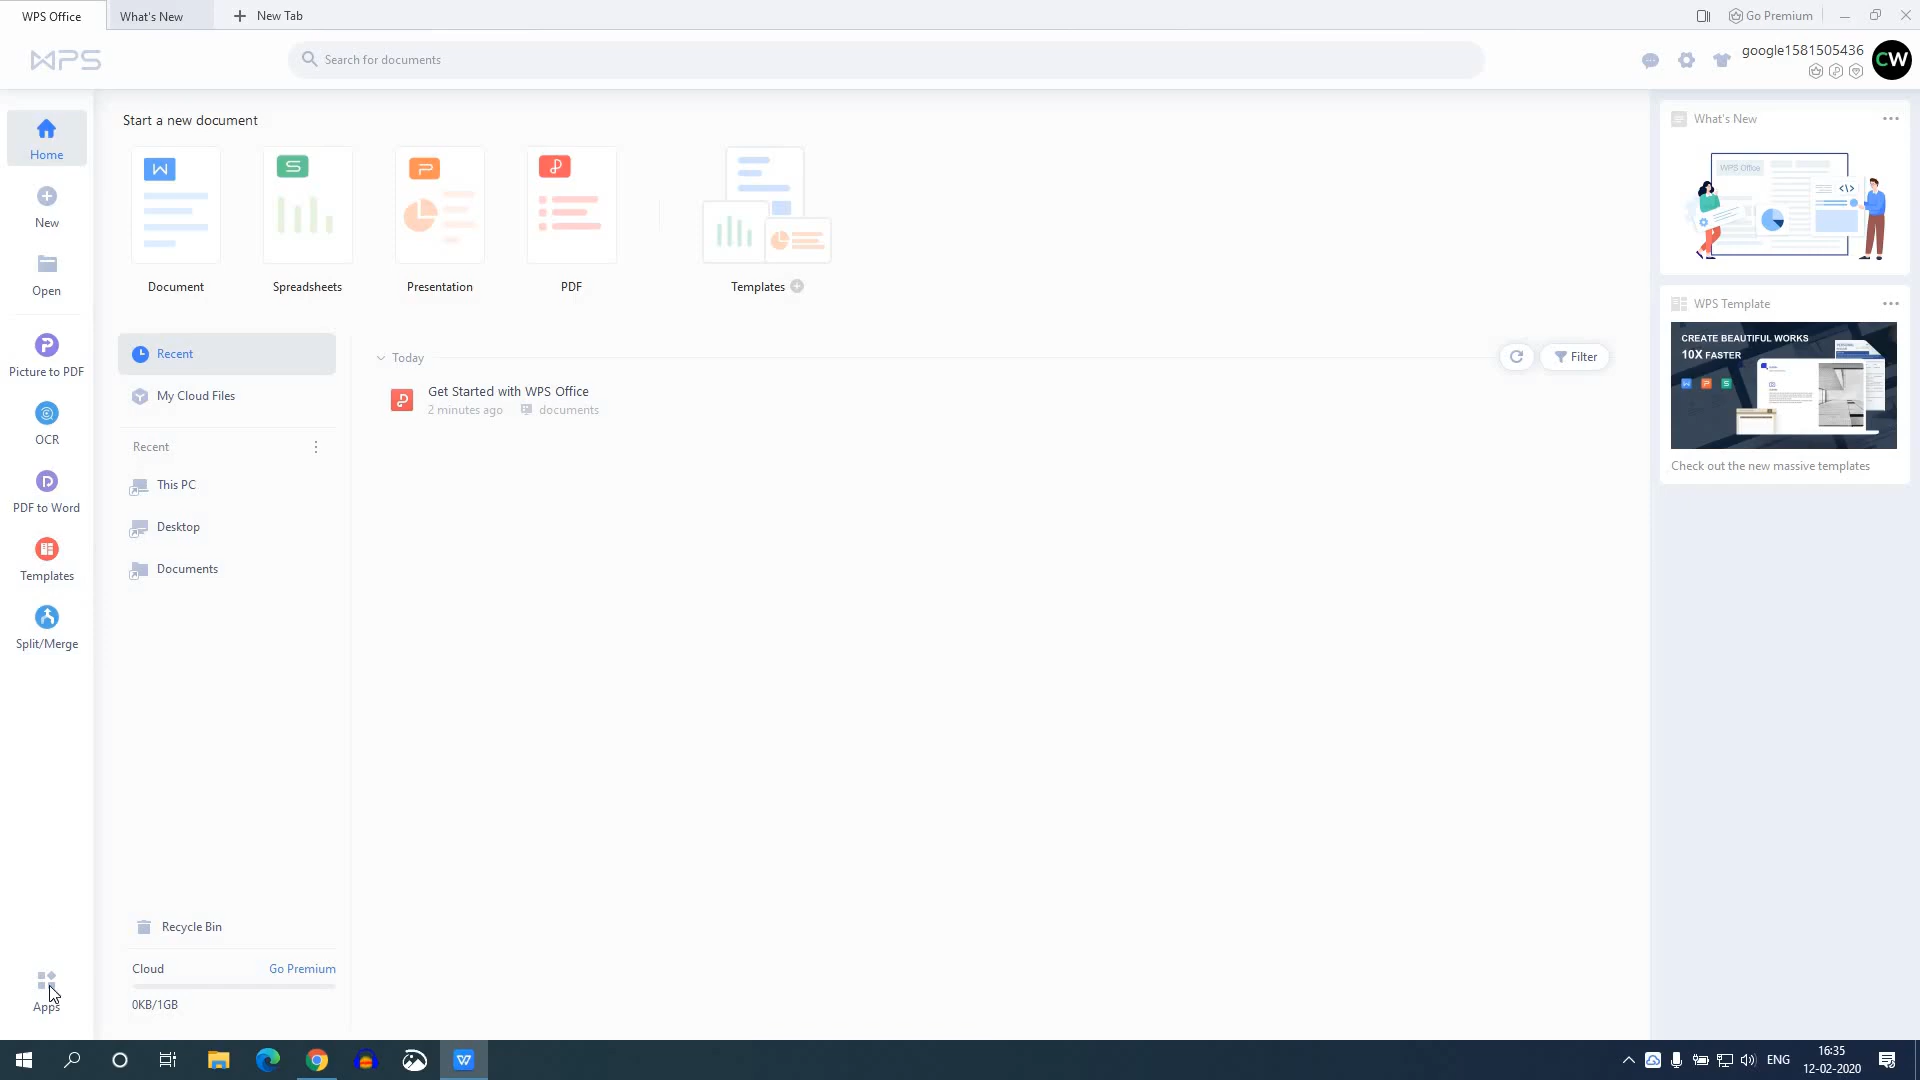 WPS Office
What's New
New Tab
Go Premium
WPS
Search for documents
google1581505436
CW
Home
New
Open
Picture to PDF
OCR
PDF to Word
Templates
Split/Merge
Apps
Start a new document
Document
Spreadsheets
Presentation
PDF
Templates
Recent
My Cloud Files
Recent
This PC
Desktop
Documents
Recycle Bin
Cloud
Go Premium
0KB/1GB
Today
Filter
Get Started with WPS Office
2 minutes ago
documents
What's New
WPS Office
WPS Template
CREATE BEAUTIFUL WORKS
10X FASTER
Check out the new massive templates
ENG
16:35
12-02-2020